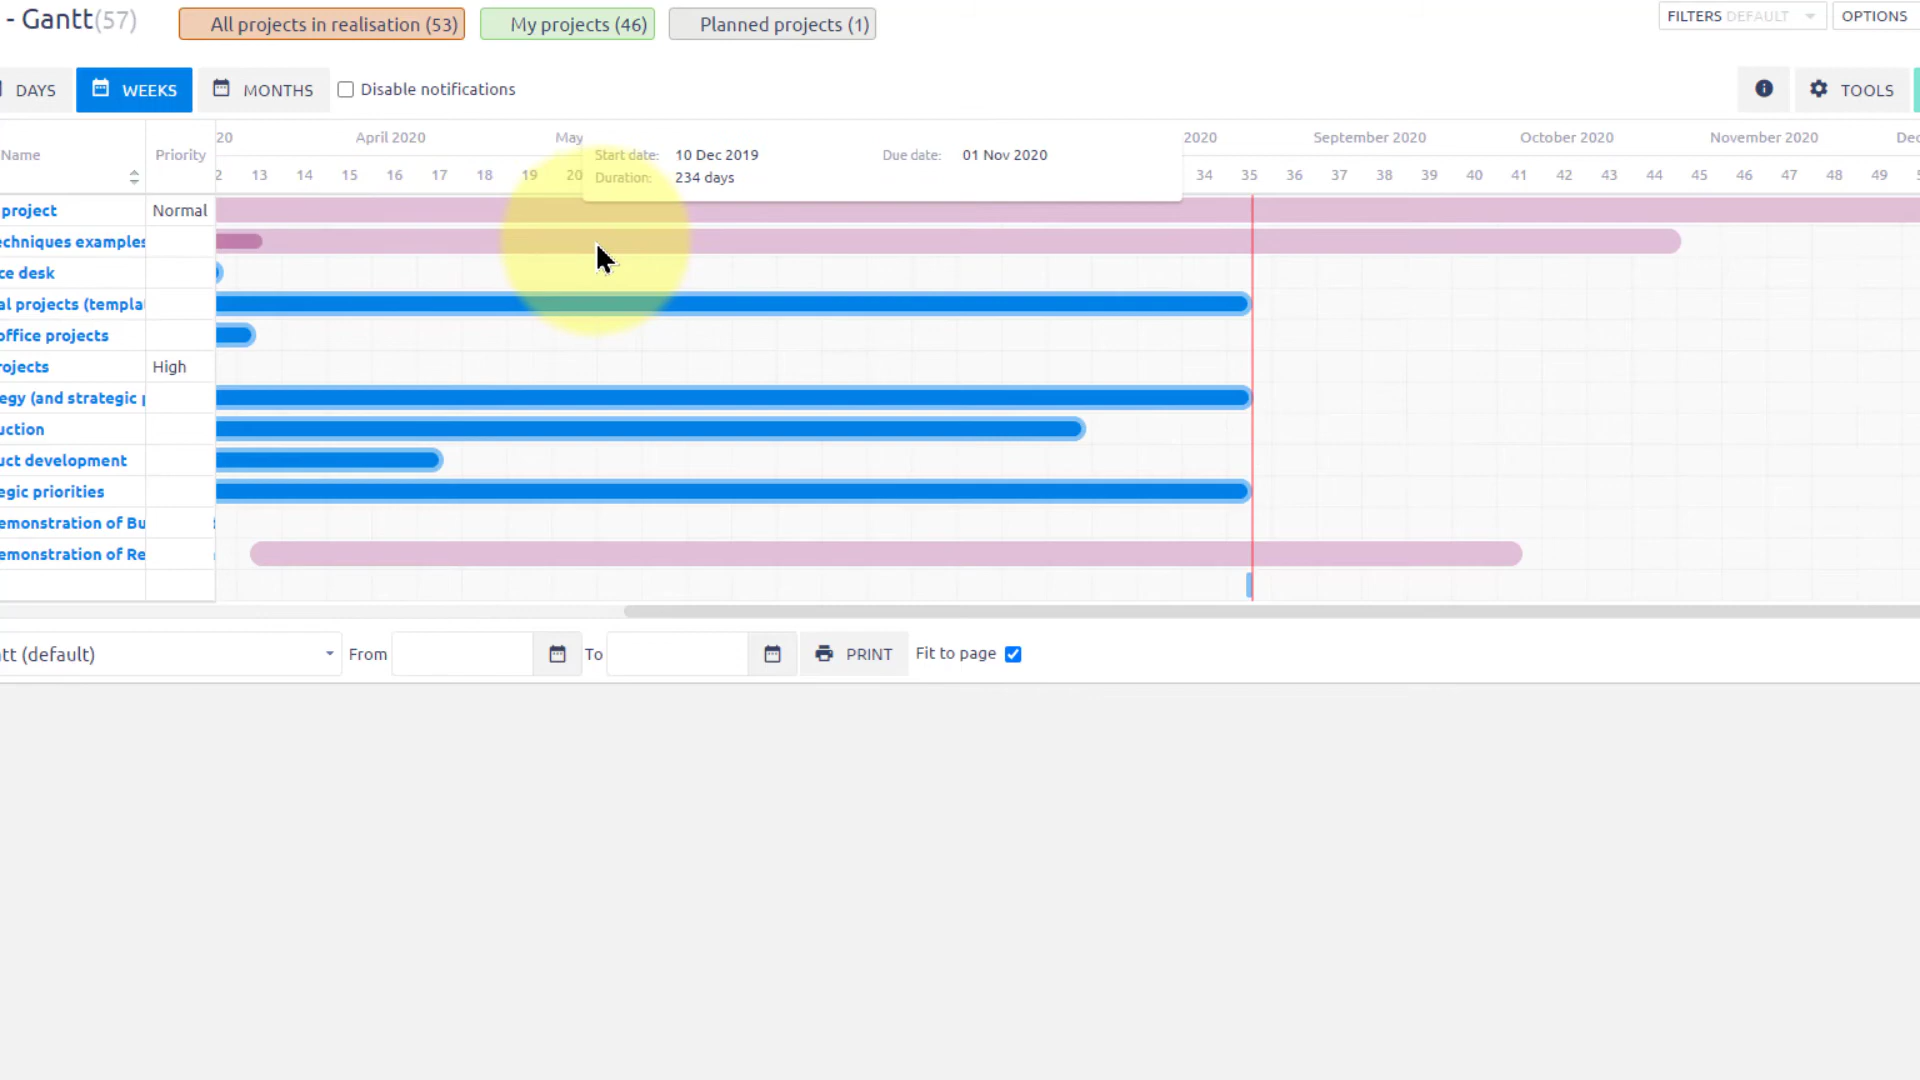 - Gantt(57)
All projects in realisation (53)
My projects (46)
Planned projects (1)
FILTERS DEFAULT
OPTIONS
DAYS
WEEKS
MONTHS
Disable notifications
TOOLS
Name
Priority
20 April 2020 May 2020 September 2020 October 2020 November 2020 Dec
2 13 14 15 16 17 18 19 20 34 35 36 37 38 39 40 41 42 43 44 45 46 47 48 49 5
Start date: 10 Dec 2019 Due date: 01 Nov 2020
Duration: 234 days
project Normal
echniques examples
ce desk
al projects (templa
office projects
rojects High
egy (and strategic p
uction
uct development
egic priorities
emonstration of Bu
emonstration of Re
tt (default)
From
To
PRINT
Fit to page